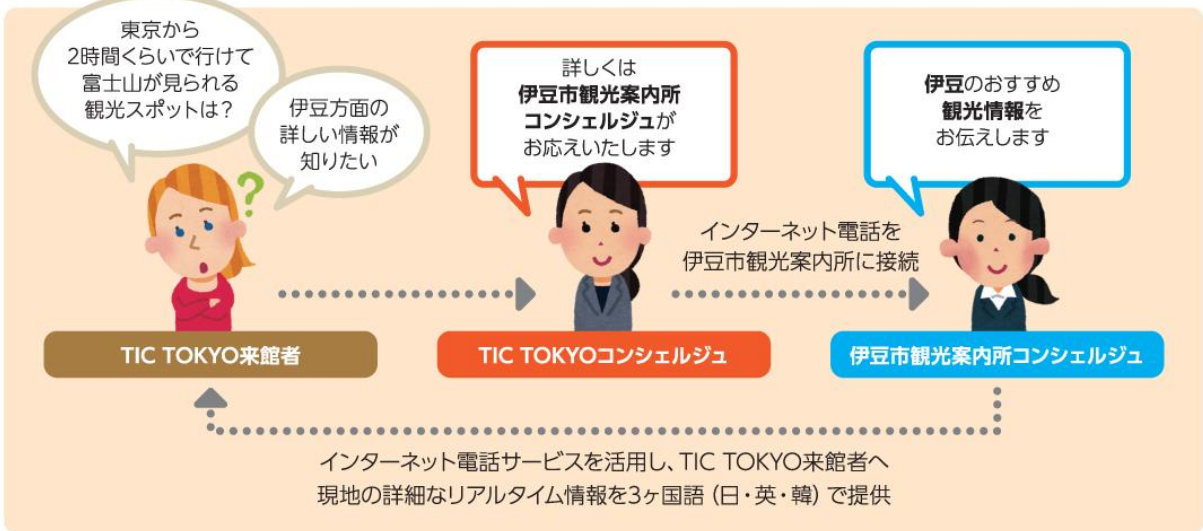 東京から
2時間くらいで行けて
富士山が見られる
観光スポットは？
伊豆方面の
詳しい情報が
知りたい
?
詳しくは
伊豆市観光案内所
コンシェルジュが
お応えいたします
伊豆のおすすめ
観光情報を
お伝えします
インターネット電話を
伊豆市観光案内所に接続
TIC TOKYO来館者
TIC TOKYOコンシェルジュ
伊豆市観光案内所コンシェルジュ
インターネット電話サービスを活用し、TIC TOKYO来館者へ
現地の詳細なリアルタイム情報を3ヶ国語（日・英・韓）で提供